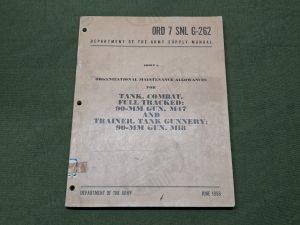 ORD 7 SNL G-262
DEPARTMENT OF THE ARMY SUPPLY MANUAL
ORGANIZATIONAL MAINTENANCE ALLOWANCES
FOR
TANK, COMBAT,
FULL TRACKED:
90-MM GUN, M47
AND
TRAINER, TANK GUNNERY:
90-MM GUN, M18
DEPARTMENT OF THE ARMY
JUNE